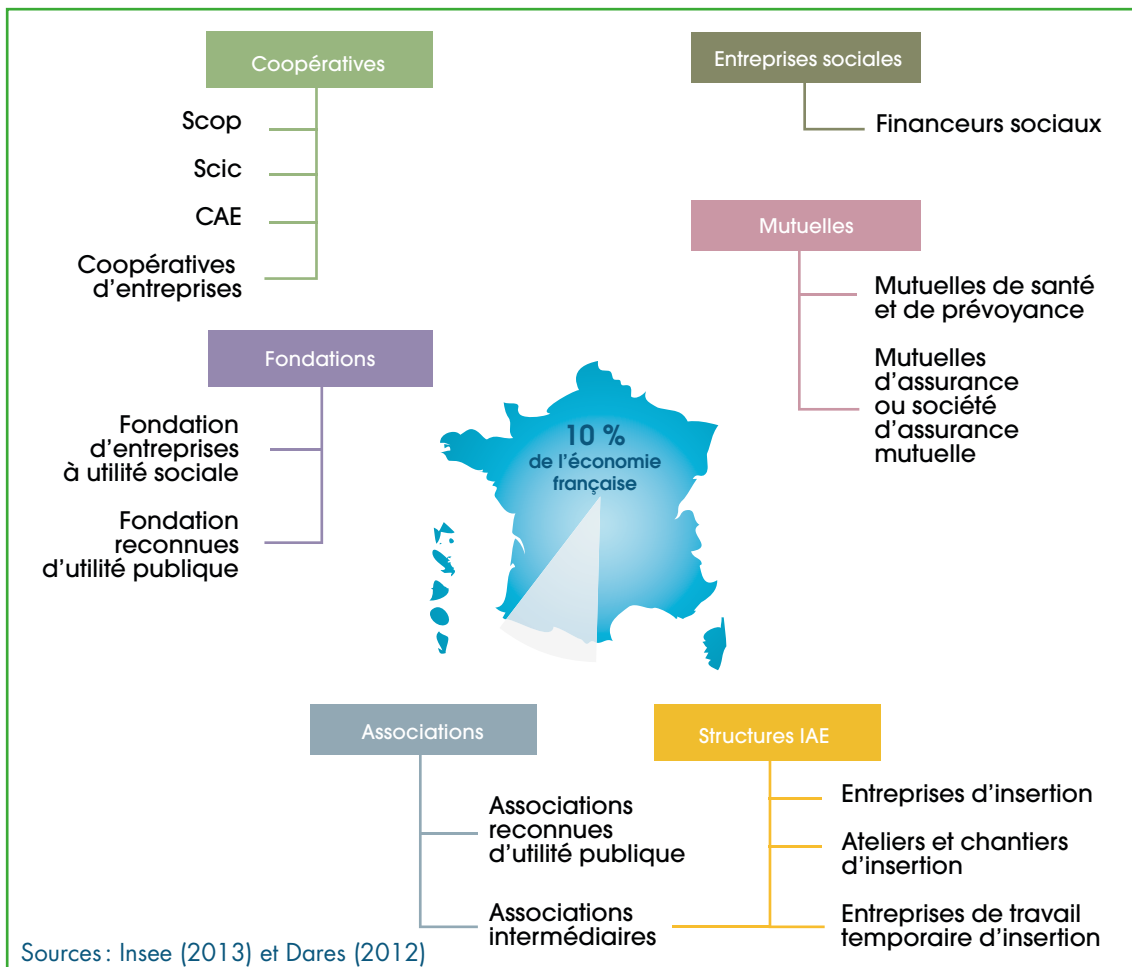 Coopératives
Scop
Scic
CAE
Coopératives
d’entreprises
Entreprises sociales
Financeurs sociaux
Mutuelles
Mutuelles de santé
et de prévoyance
Mutuelles
d’assurance
ou société
d’assurance
mutuelle
Fondations
Fondation
d’entreprises
à utilité sociale
Fondation
reconnues
d’utilité publique
10 %
de l’économie
française
Associations
Associations
reconnues
d’utilité publique
Associations
intermédiaires
Structures IAE
Entreprises d’insertion
Ateliers et chantiers
d’insertion
Entreprises de travail
temporaire d’insertion
Sources : Insee (2013) et Dares (2012)